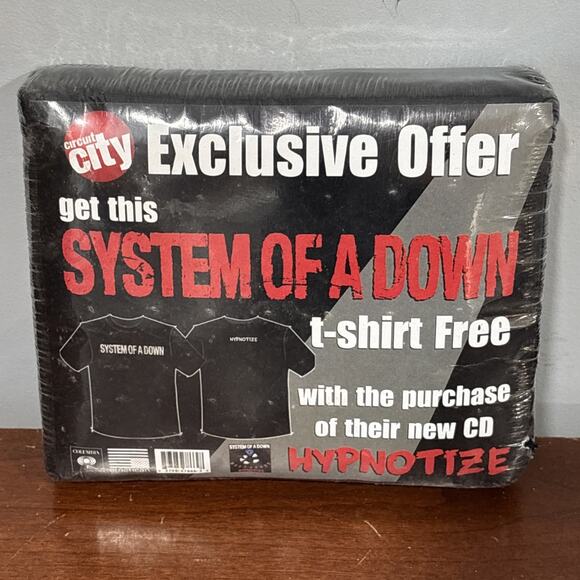 circuit
city
Exclusive Offer
get this
SYSTEM OF A DOWN
t-shirt Free
SYSTEM OF A DOWN
HYPNOTIZE
with the purchase
of their new CD
HYPNOTIZE
COLUMBIA
SYSTEM OF A DOWN